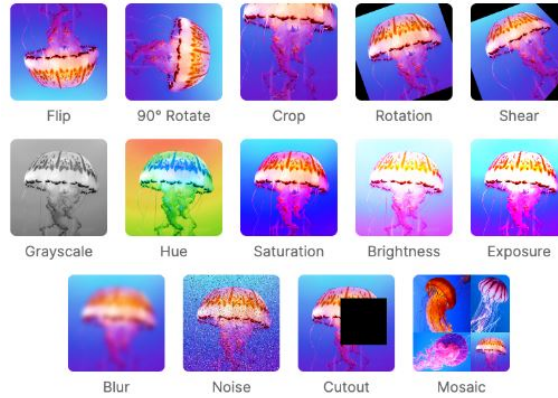 Flip
90° Rotate
Crop
Rotation
Shear
Grayscale
Hue
Saturation
Brightness
Exposure
Blur
Noise
Cutout
Mosaic